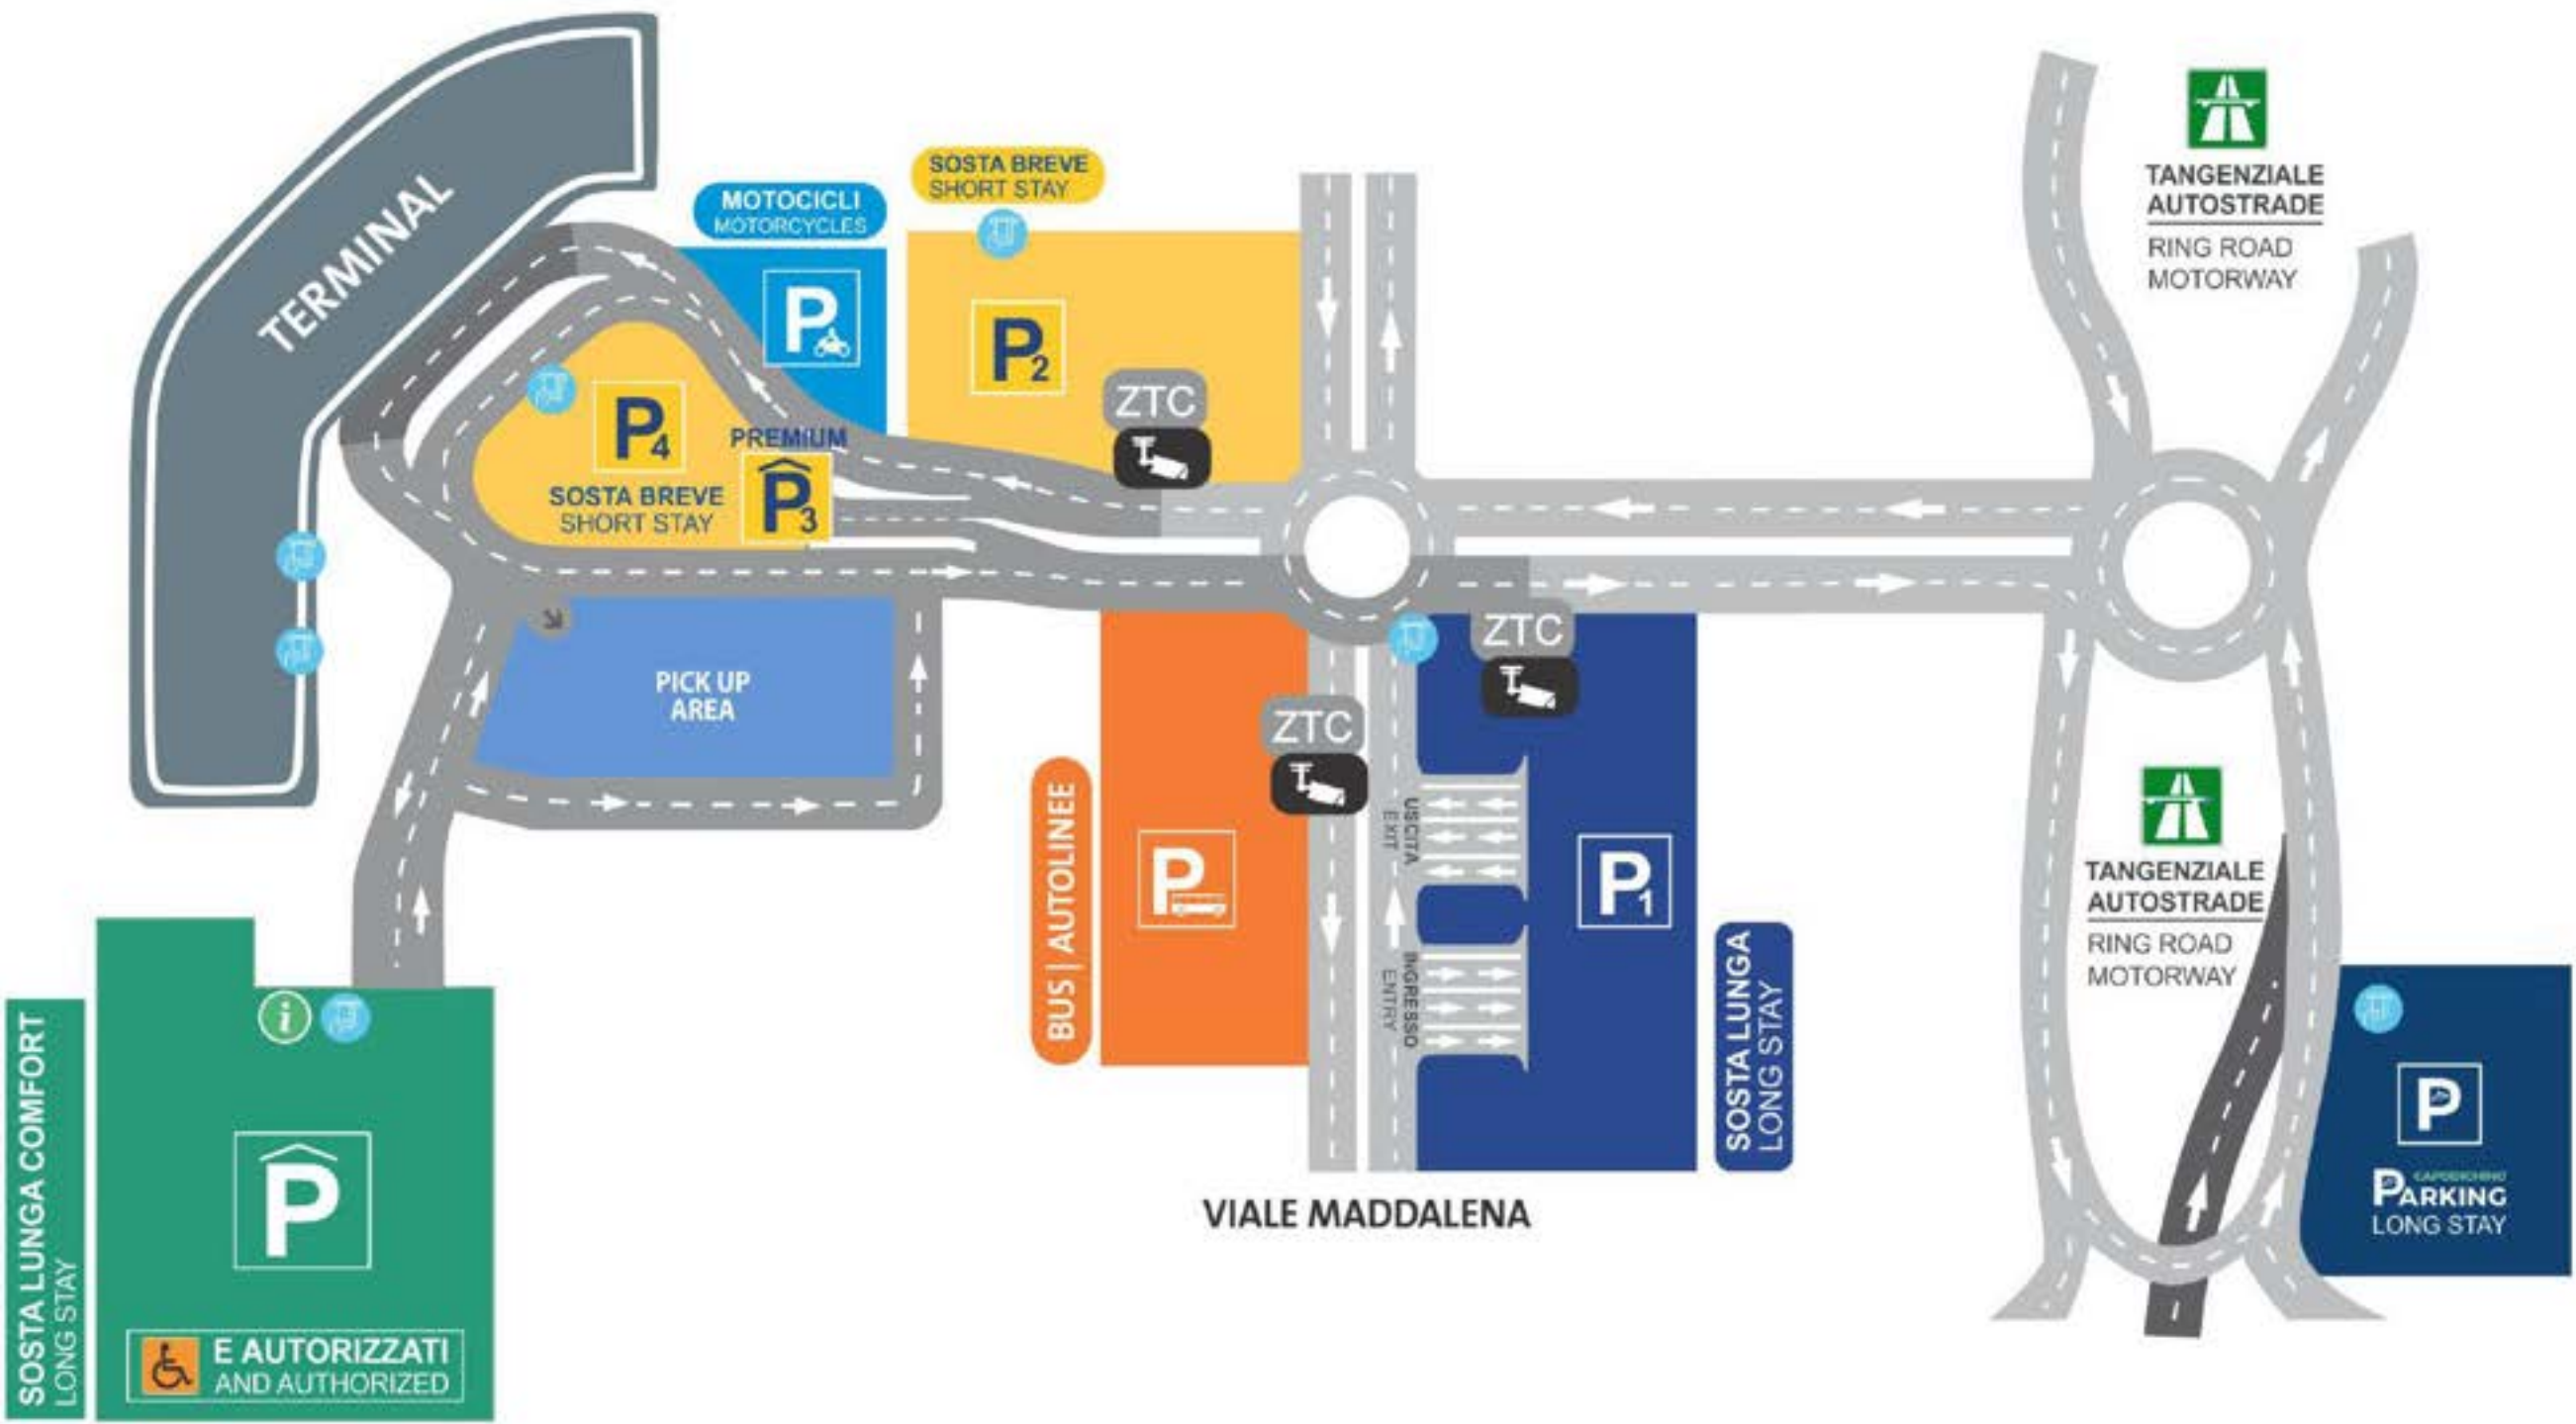 TERMINAL
MOTOCICLI
MOTORCYCLES
P
SOSTA BREVE
SHORT STAY
P2
ZTC
P4
PREMIUM
P3
SOSTA BREVE
SHORT STAY
PICK UP
AREA
TANGENZIALE
AUTOSTRADE
RING ROAD
MOTORWAY
ZTC
ZTC
BUS | AUTOLINEE
P
USCITA
EXIT
INGRESSO
ENTRY
P1
SOSTA LUNGA
LONG STAY
VIALE MADDALENA
TANGENZIALE
AUTOSTRADE
RING ROAD
MOTORWAY
P
CAPODICHINO
PARKING
LONG STAY
SOSTA LUNGA COMFORT
LONG STAY
i
P
E AUTORIZZATI
AND AUTHORIZED